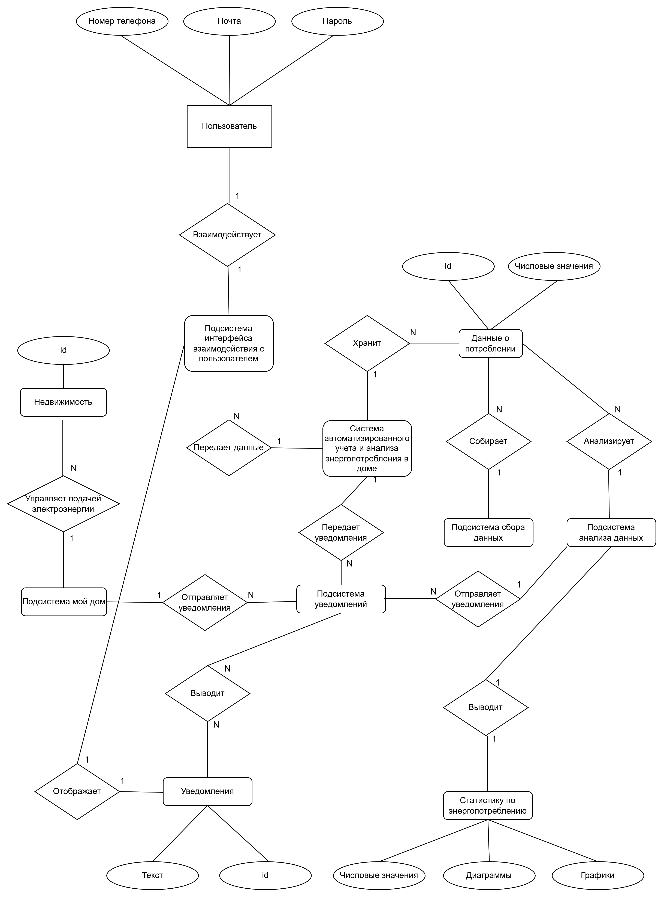 Номер телефона
Почта
Пароль
Пользователь
1
Взаимодействует
1
Id
Числовые значения
Подсистема
интерфейса
взаимодействия с
пользователем
Хранит
N
Данные о
потреблении
id
1
Недвижимость
N
Передает данные
1
Система
автоматизированного
учета и анализа
энергопотребления в
доме
N
Собирает
1
N
Анализирует
1
N
Управляет подачей
электроэнергии
1
1
Передает
уведомления
N
Подсистема сбора
данных
Подсистема
анализа данных
Подсистема мой дом
1
Отправляет
уведомления
N
Подсистема
уведомлений
N
Отправляет
уведомления
1
N
Выводит
N
1
Выводит
1
1
Отображает
1
Уведомления
Статистику по
энергопотреблению
Текст
id
Числовые значения
Диаграммы
Графики